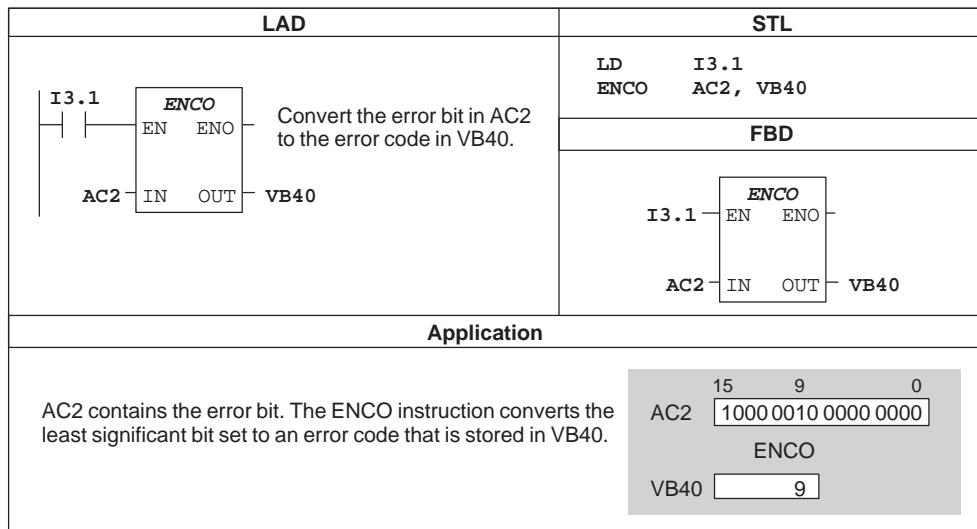 LAD
I3.1
ENCO
EN ENO
Convert the error bit in AC2
to the error code in VB40.
AC2 IN OUT VB40
STL
LD I3.1
ENCO AC2, VB40
FBD
ENCO
I3.1 EN ENO
AC2 IN OUT VB40
Application
AC2 contains the error bit. The ENCO instruction converts the
least significant bit set to an error code that is stored in VB40.
15 9 0
AC2 1000 0010 0000 0000
ENCO
VB40 9